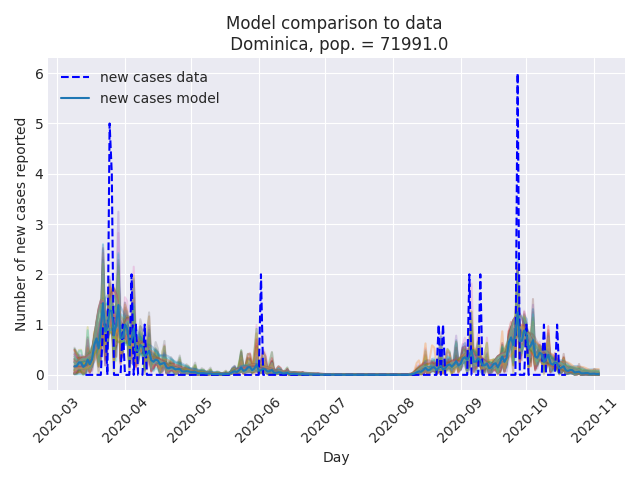 Model comparison to data
Dominica, pop. = 71991.0
new cases data
new cases model
Number of new cases reported
6
5
4
3
2
1
0
2020-03
2020-04
2020-05
2020-06
2020-07
2020-08
2020-09
2020-10
2020-11
Day